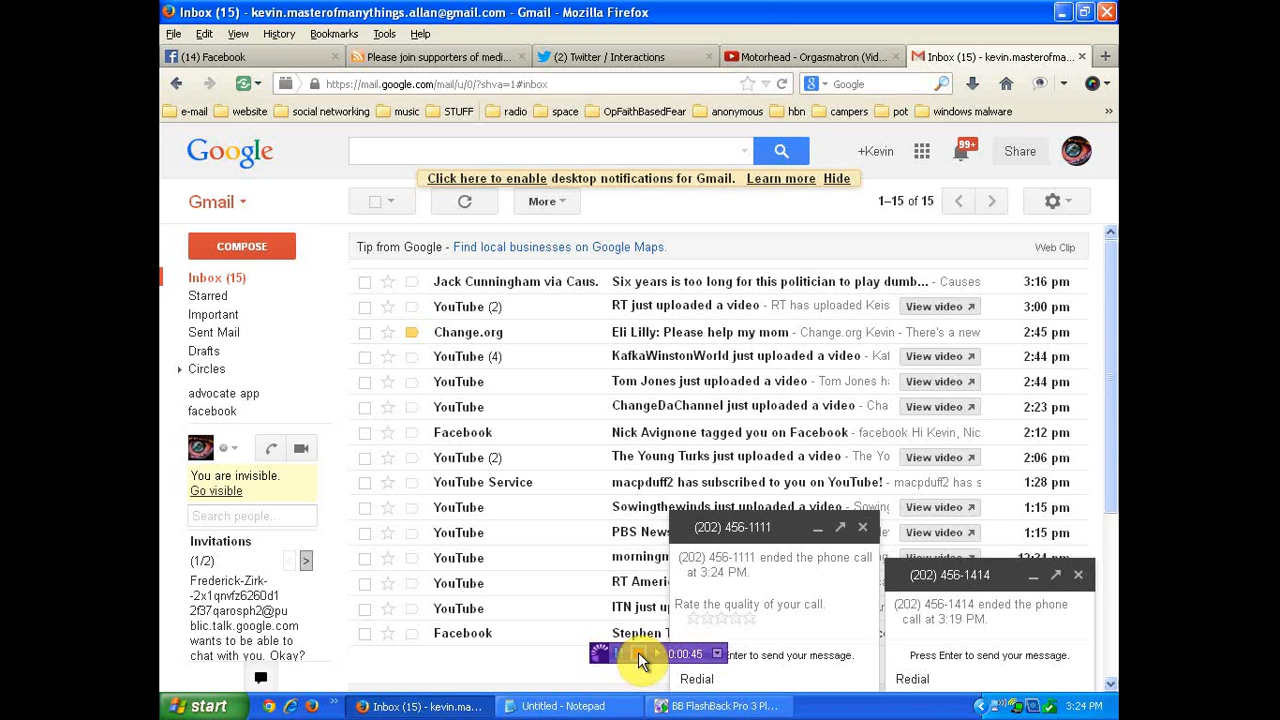 Inbox (15) - kevin.masterofmanythings.allan@gmail.com - Gmail - Mozilla Firefox
File Edit View History Bookmarks Tools Help
(14) Facebook
Please join supporters of medi...
(2) Twitter / Interactions
Motorhead - Orgasmatron (Vid...
Inbox (15) - kevin.masterofma...
https://mail.google.com/mail/u/0/?shva=1#inbox
Google
e-mail website social networking music STUFF radio space OpFaithBasedFear anonymous hbn campers pot windows malware
Google
+Kevin
99+
Share
Click here to enable desktop notifications for Gmail. Learn more Hide
Gmail
More
1–15 of 15
COMPOSE
Tip from Google - Find local businesses on Google Maps.
Web Clip
Inbox (15)
Starred
Important
Sent Mail
Drafts
Circles
advocate app
facebook
You are invisible.
Go visible
Search people...
Invitations
(1/2)
Frederick-Zirk-
-2x1qnvfz6260d1
2f37qarosph2@pu
blic.talk.google.com
wants to be able to
chat with you. Okay?
Jack Cunningham via Caus. Six years is too long for this politician to play dumb... - Causes 3:16 pm
YouTube (2) RT just uploaded a video - RT has uploaded Keis View video 3:00 pm
Change.org Eli Lilly: Please help my mom - Change.org Kevin - There's a new 2:45 pm
YouTube (4) KafkaWinstonWorld just uploaded a video - Kaf View video 2:44 pm
YouTube Tom Jones just uploaded a video - Tom Jones h View video 2:44 pm
YouTube ChangeDaChannel just uploaded a video - Cha View video 2:23 pm
Facebook Nick Avignone tagged you on Facebook - facebook Hi Kevin, Nic 2:12 pm
YouTube (2) The Young Turks just uploaded a video - The Yo View video 2:06 pm
YouTube Service macpduff2 has subscribed to you on YouTube! - macpduff2 has s 1:28 pm
YouTube Sowingthewinds just uploaded a video - Sowin View video 1:15 pm
YouTube PBS New View video 1:15 pm
YouTube morningm 12:34 pm
YouTube RT Ameri
YouTube ITN just up
Facebook Stephen T
(202) 456-1111
(202) 456-1111 ended the phone call
at 3:24 PM.
Rate the quality of your call.
Enter to send your message.
Redial
(202) 456-1414
(202) 456-1414 ended the phone
call at 3:19 PM.
Press Enter to send your message.
Redial
0:00:45
start
Inbox (15) - kevin.ma...
Untitled - Notepad
BB FlashBack Pro 3 Pl...
3:24 PM